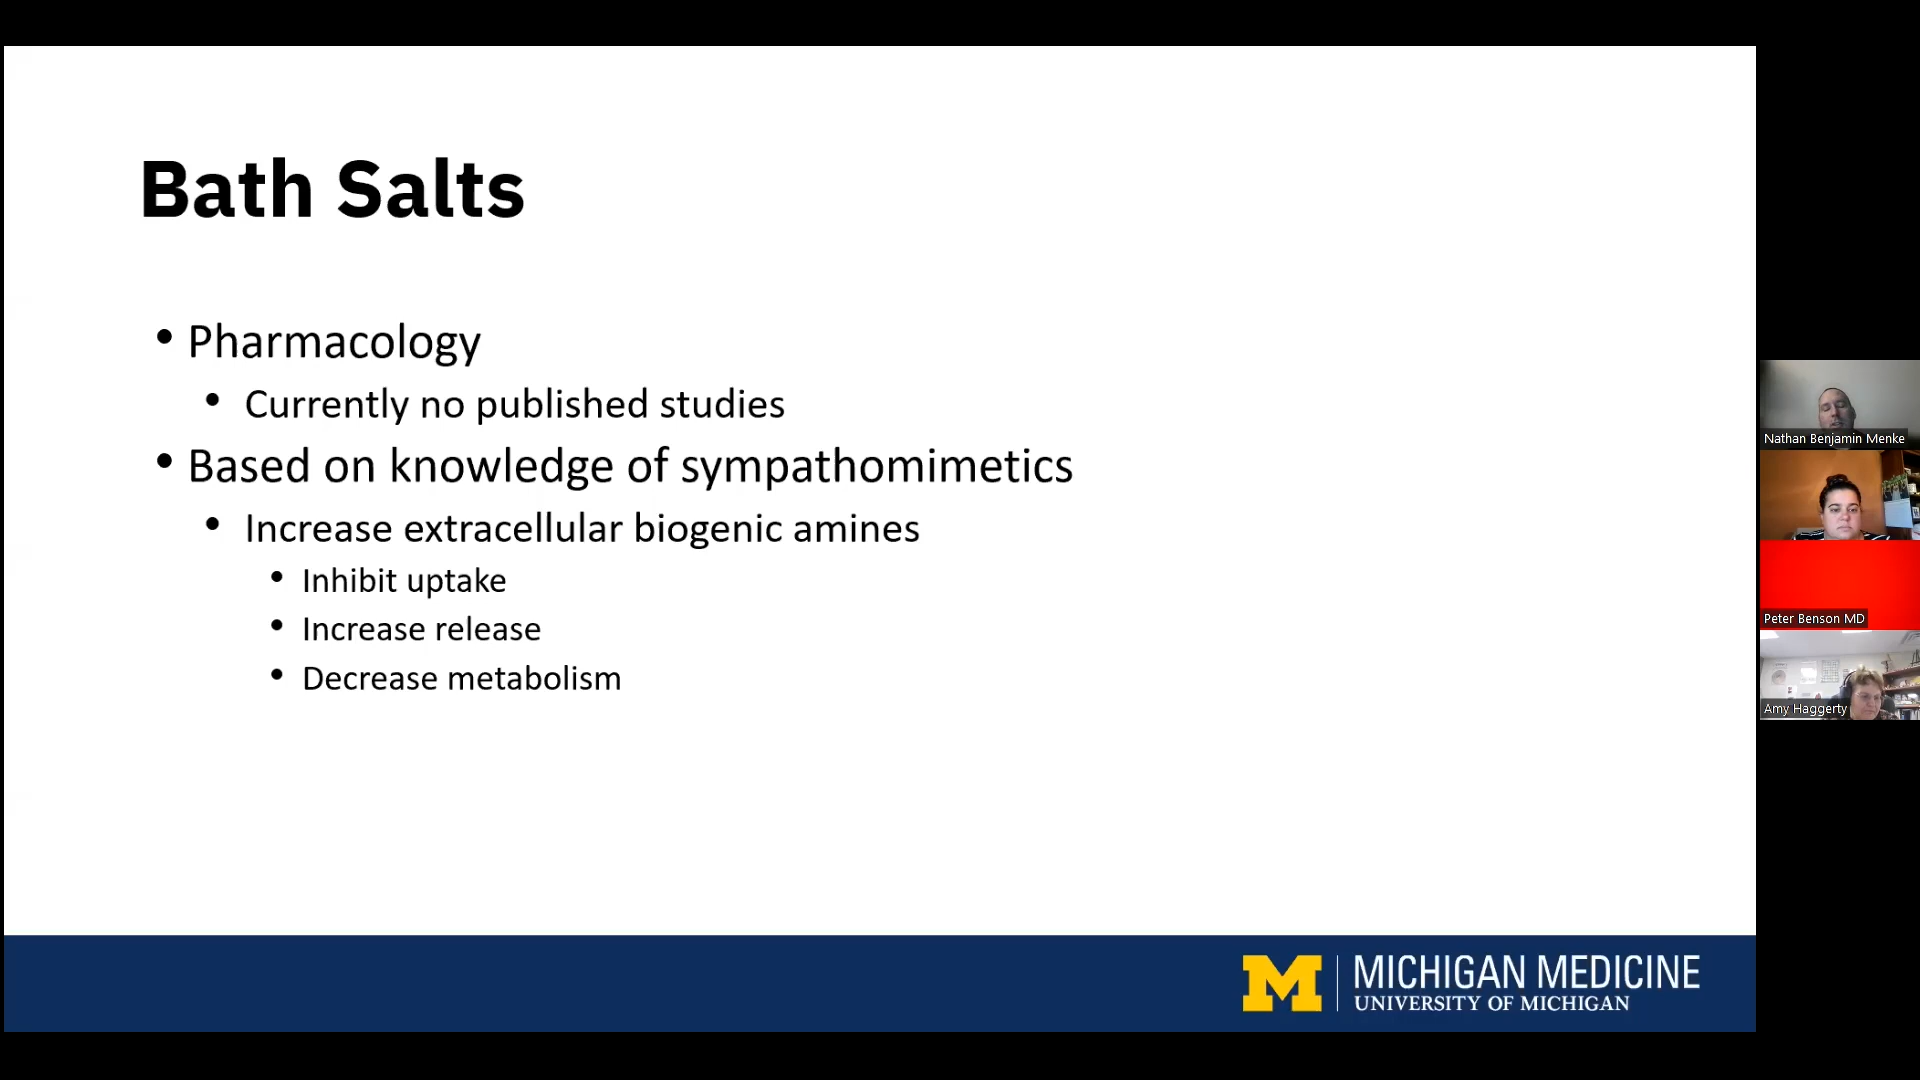 Bath Salts
• Pharmacology
• Currently no published studies
• Based on knowledge of sympathomimetics
• Increase extracellular biogenic amines
• Inhibit uptake
• Increase release
• Decrease metabolism
M | MICHIGAN MEDICINE
UNIVERSITY OF MICHIGAN
Nathan Benjamin Menke
Peter Benson MD
Amy Haggerty